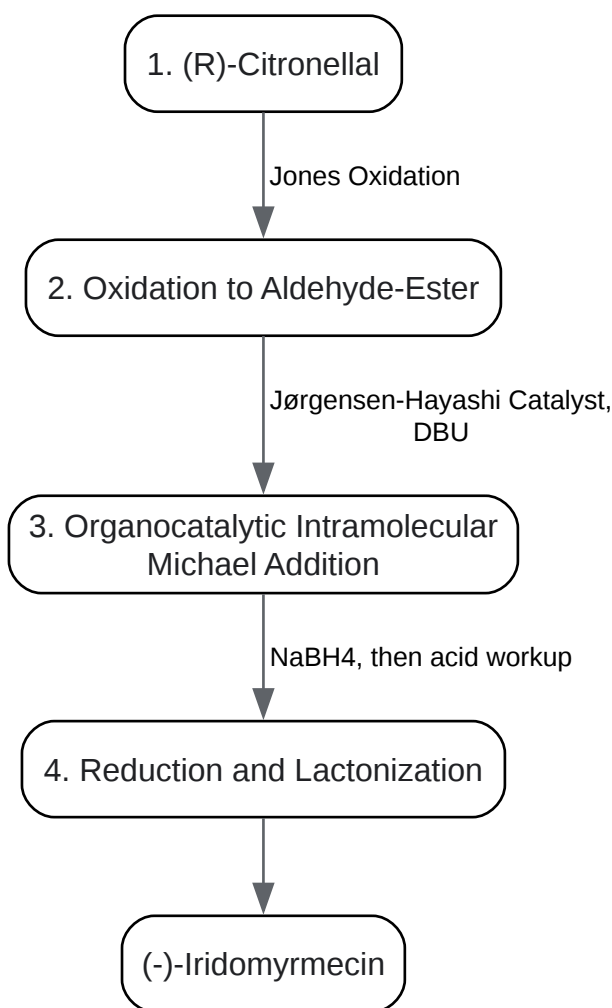 1. (R)-Citronellal
Jones Oxidation
2. Oxidation to Aldehyde-Ester
Jørgensen-Hayashi Catalyst,
DBU
3. Organocatalytic Intramolecular
Michael Addition
NaBH4, then acid workup
4. Reduction and Lactonization
(-)-Iridomyrmecin